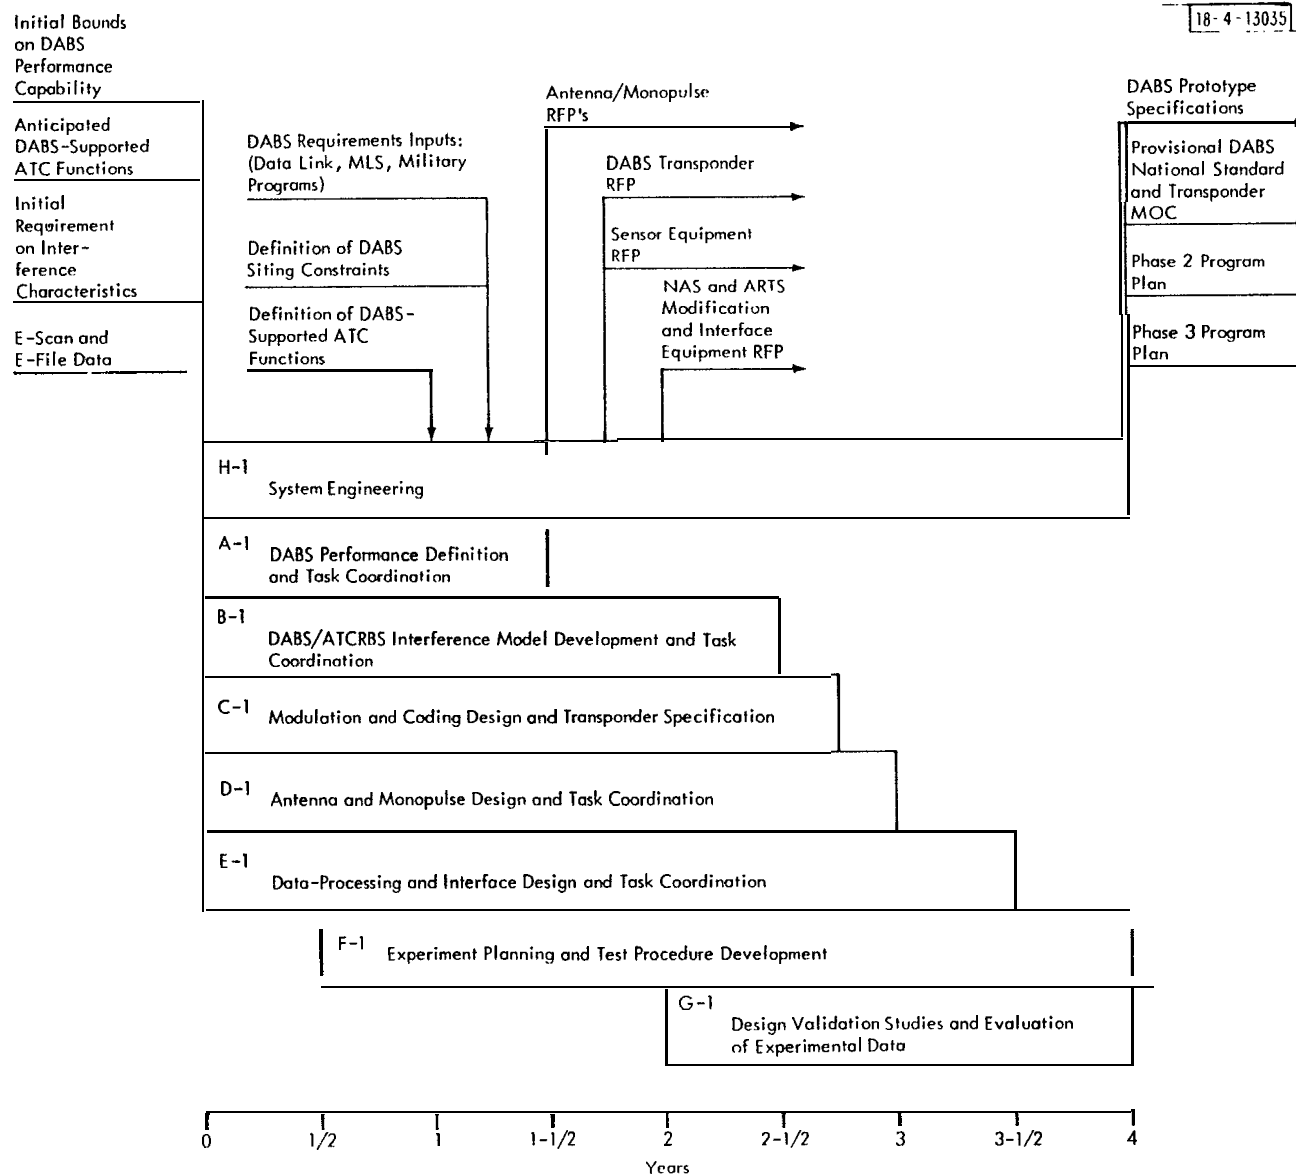 18-4-13035
Initial Bounds
on DABS
Performance
Capability
Anticipated
DABS-Supported
ATC Functions
Initial
Requirement
on Inter-
ference
Characteristics
E-Scan and
E-File Data
DABS Requirements Inputs:
(Data Link, MLS, Military
Programs)
Definition of DABS
Siting Constraints
Definition of DABS-
Supported ATC
Functions
Antenna/Monopulse
RFP's
DABS Transponder
RFP
Sensor Equipment
RFP
NAS and ARTS
Modification
and Interface
Equipment RFP
DABS Prototype
Specifications
Provisional DABS
National Standard
and Transponder
MOC
Phase 2 Program
Plan
Phase 3 Program
Plan
H-1
System Engineering
A-1
DABS Performance Definition
and Task Coordination
B-1
DABS/ATCRBS Interference Model Development and Task
Coordination
C-1
Modulation and Coding Design and Transponder Specification
D-1
Antenna and Monopulse Design and Task Coordination
E-1
Data-Processing and Interface Design and Task Coordination
F-1
Experiment Planning and Test Procedure Development
G-1
Design Validation Studies and Evaluation
of Experimental Data
0 1/2 1 1-1/2 2 2-1/2 3 3-1/2 4
Years